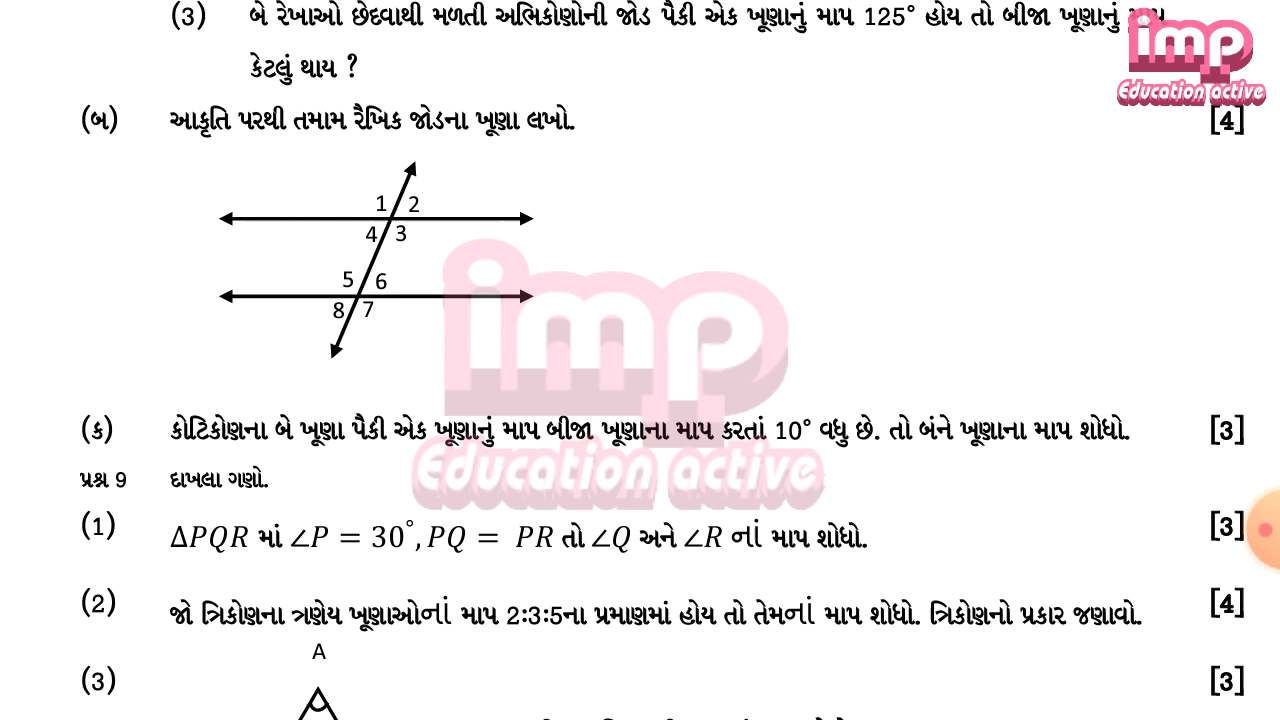 (3) બે રેખાઓ છેદવાથી મળતી અભિકોણોની જોડ પૈકી એક ખૂણાનું માપ 125° હોય તો બીજા ખૂણાનું માપ
imp
કેટલું થાય ?
Education active
(બ) આકૃતિ પરથી તમામ રૈખિક જોડના ખૂણા લખો. [4]
1 2
4 3
5 6
8 7
imp
(ક) કોટિકોણના બે ખૂણા પૈકી એક ખૂણાનું માપ બીજા ખૂણાના માપ કરતાં 10° વધુ છે. તો બંને ખૂણાના માપ શોધો. [3]
Education active
પ્રશ્ન 9 દાખલા ગણો.
(1) ΔPQR માં ∠P = 30°, PQ = PR તો ∠Q અને ∠R નાં માપ શોધો. [3]
(2) જો ત્રિકોણના ત્રણેય ખૂણાઓનાં માપ 2:3:5ના પ્રમાણમાં હોય તો તેમનાં માપ શોધો. ત્રિકોણનો પ્રકાર જણાવો. [4]
A
(3) [3]